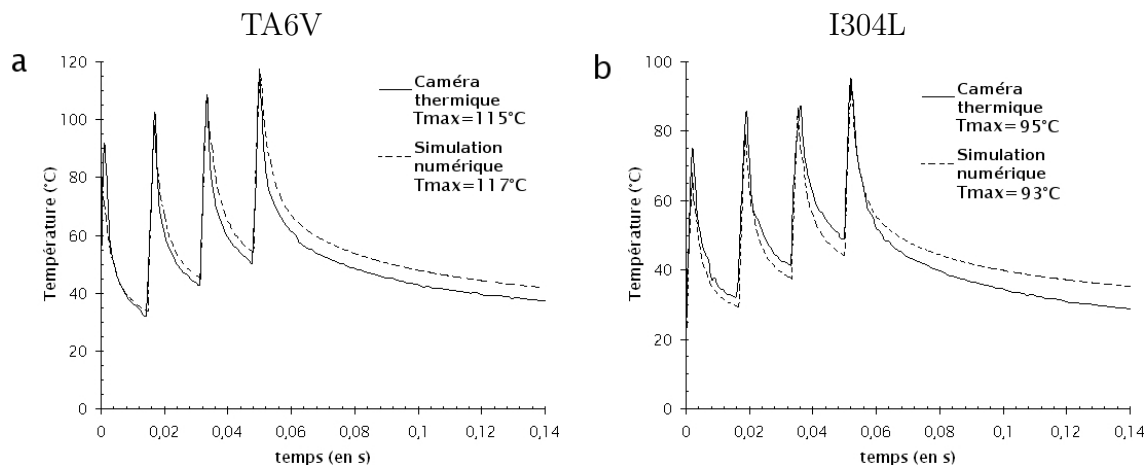 TA6V
I304L
a
Température (°C)
120
100
80
60
40
20
0
0
0,02
0,04
0,06
0,08
0,1
0,12
0,14
temps (en s)
Caméra
thermique
Tmax=115°C
Simulation
numérique
Tmax=117°C
b
Température (°C)
100
80
60
40
20
0
0
0,02
0,04
0,06
0,08
0,1
0,12
0,14
temps (en s)
Caméra
thermique
Tmax=95°C
Simulation
numérique
Tmax=93°C